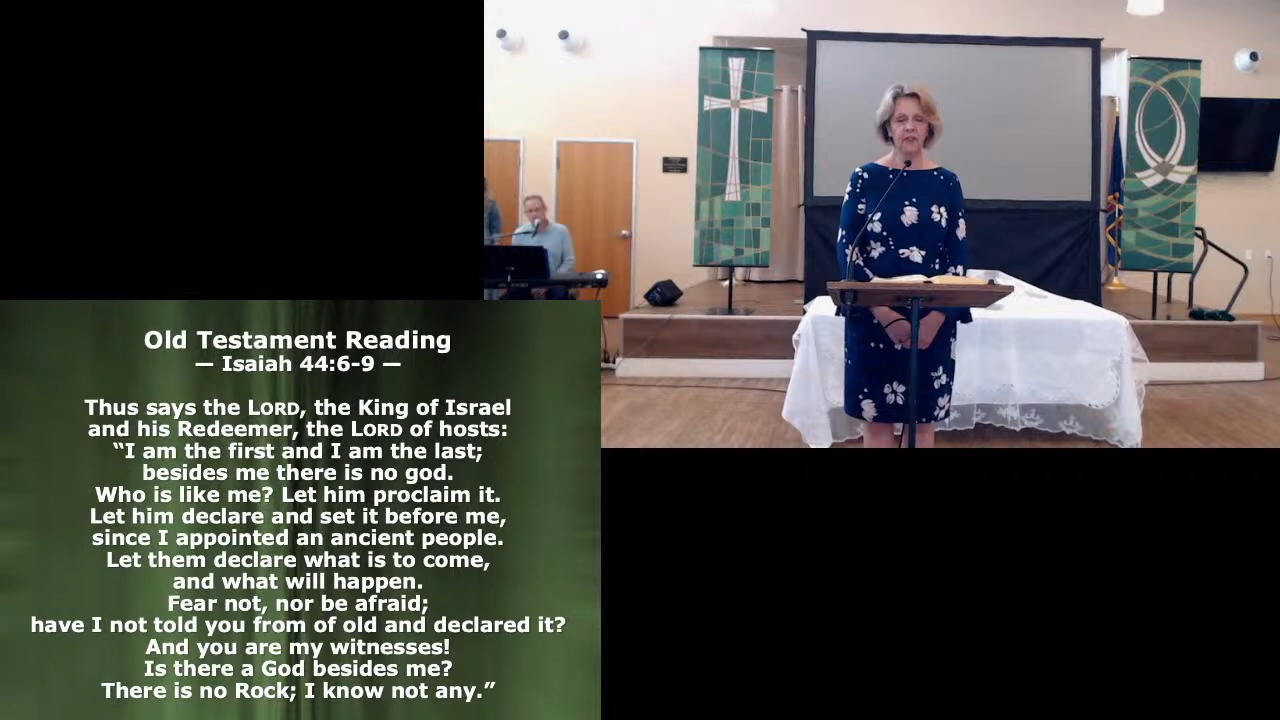 Old Testament Reading
— Isaiah 44:6-9 —
Thus says the LORD, the King of Israel
and his Redeemer, the LORD of hosts:
“I am the first and I am the last;
besides me there is no god.
Who is like me? Let him proclaim it.
Let him declare and set it before me,
since I appointed an ancient people.
Let them declare what is to come,
and what will happen.
Fear not, nor be afraid;
have I not told you from of old and declared it?
And you are my witnesses!
Is there a God besides me?
There is no Rock; I know not any.”